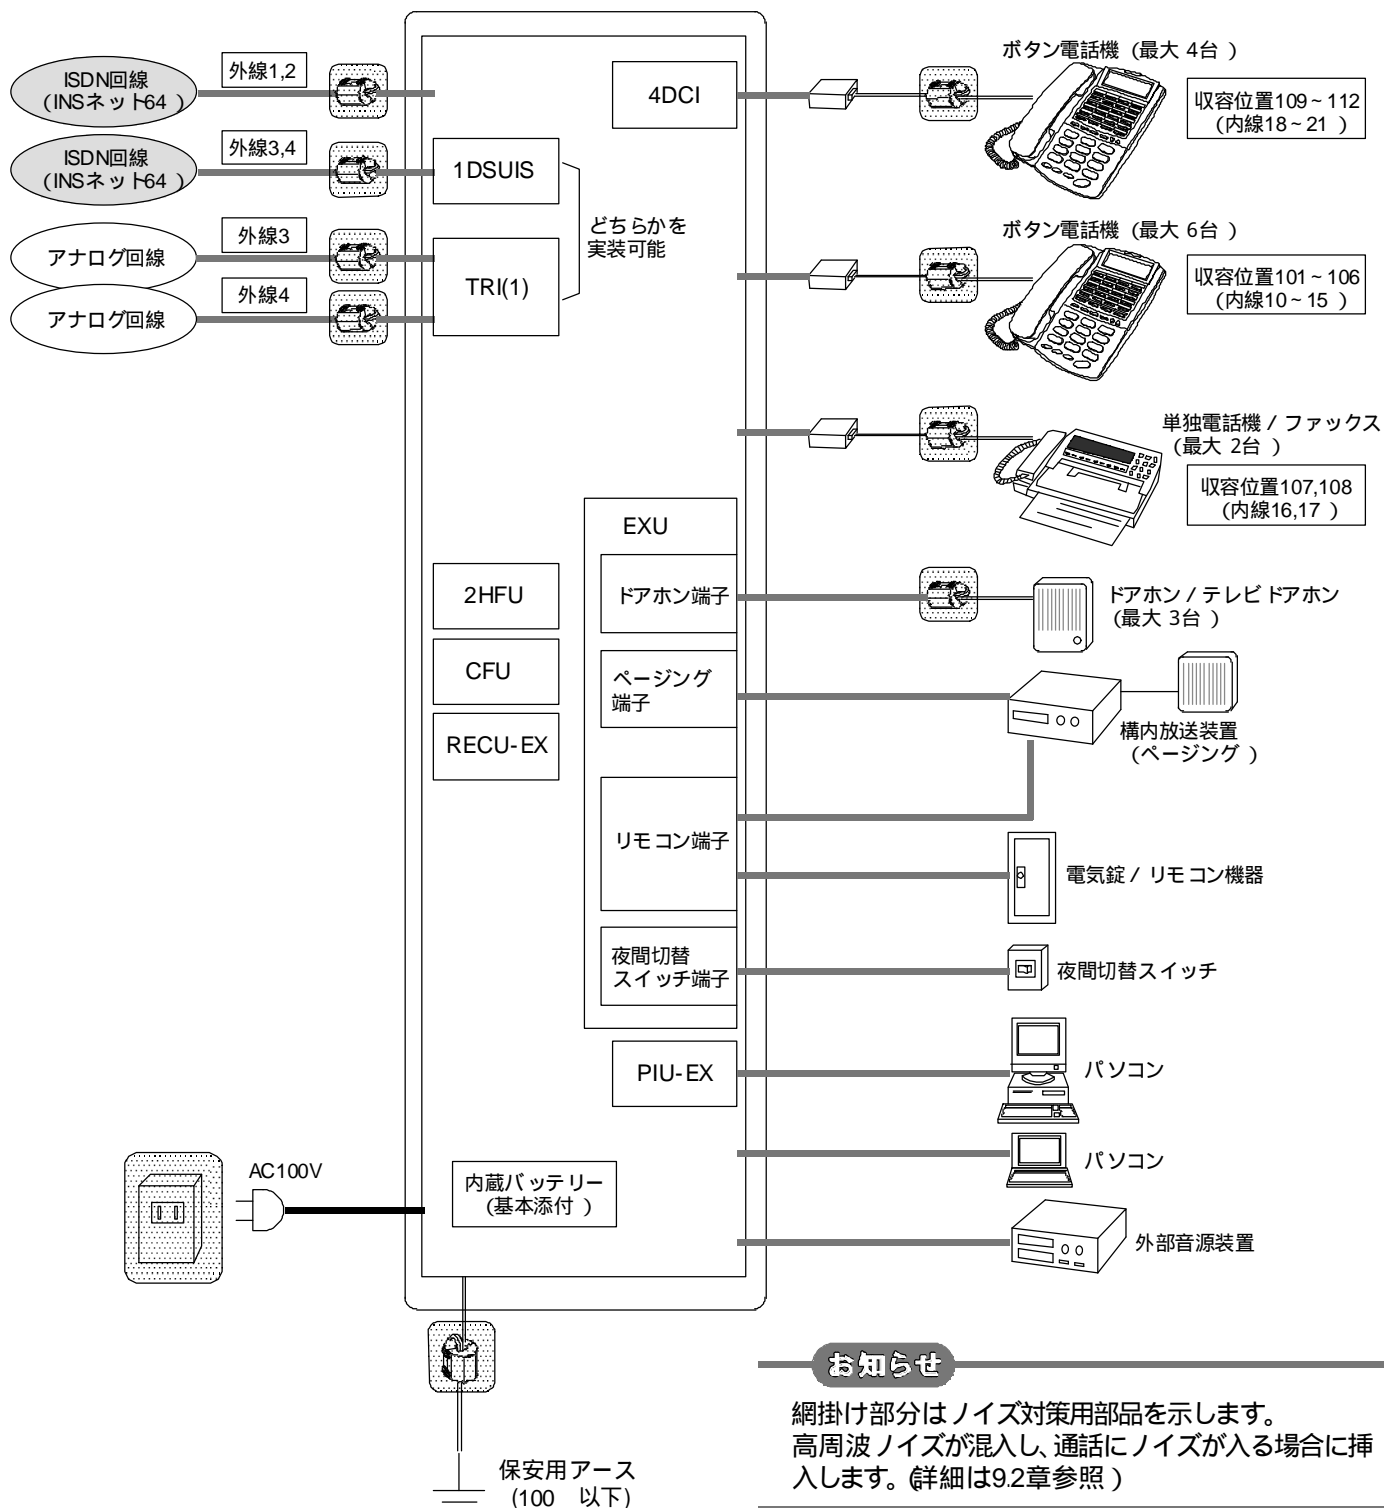 ISDN回線
(INSネット64 )
外線1,2
ISDN回線
(INSネット64 )
外線3,4
アナログ回線
外線3
アナログ回線
外線4
1DSUIS
TRI(1)
どちらかを
実装可能
4DCI
ボタン電話機 (最大 4台 )
収容位置109~112
(内線18~21 )
ボタン電話機 (最大 6台 )
収容位置101~106
(内線10~15 )
単独電話機 / ファックス
(最大 2台 )
収容位置107,108
(内線16,17 )
EXU
ドアホン端子
ドアホン / テレビドアホン
(最大 3台 )
2HFU
CFU
RECU-EX
ページング
端子
構内放送装置
(ページング )
リモコン端子
電気錠 / リモコン機器
夜間切替
スイッチ端子
夜間切替スイッチ
PIU-EX
パソコン
パソコン
外部音源装置
AC100V
内蔵バッテリー
(基本添付 )
保安用アース
(100 以下)
お知らせ
網掛け部分はノイズ対策用部品を示します。
高周波ノイズが混入し、通話にノイズが入る場合に挿
入します。(詳細は9.2章参照 )